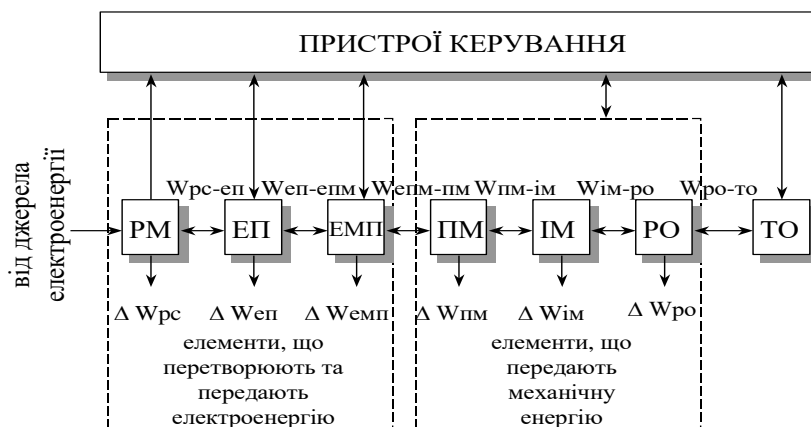 ПРИСТРОЇ КЕРУВАННЯ
від джерела
електроенергії
Wрс-еп Wеп-епм Wепм-пм Wпм-ім Wім-ро Wро-то
РМ ЕП ЕМП ПМ ІМ РО ТО
Δ Wрс Δ Wеп Δ Wемп Δ Wпм Δ Wім Δ Wро
елементи, що
перетворюють та
передають
електроенергію
елементи, що
передають
механічну
енергію